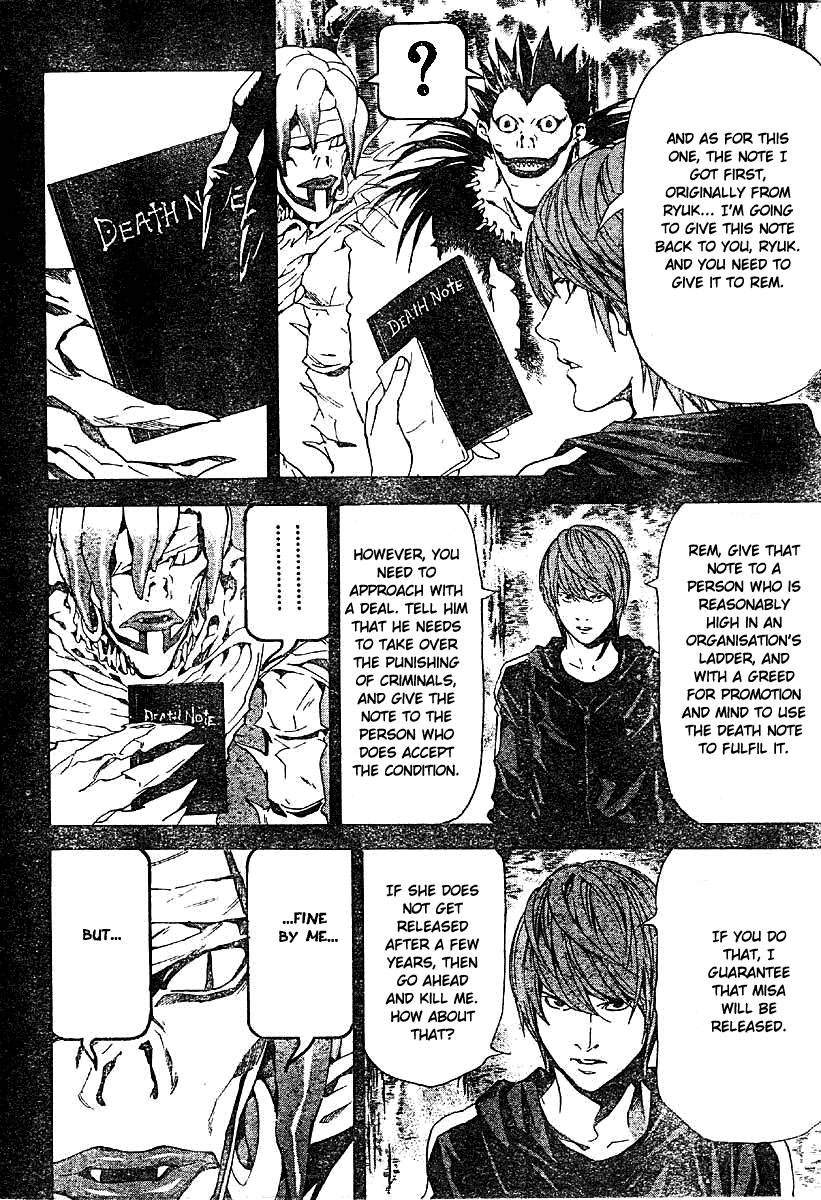 AND AS FOR THIS
ONE, THE NOTE I
GOT FIRST,
ORIGINALLY FROM
RYUK... I'M GOING
TO GIVE THIS NOTE
BACK TO YOU, RYUK.
AND YOU NEED TO
GIVE IT TO REM.
?
DEATH NOTE
DEATH NOTE
REM, GIVE THAT
NOTE TO A
PERSON WHO IS
REASONABLY
HIGH IN AN
ORGANISATION'S
LADDER, AND
WITH A GREED
FOR PROMOTION
AND MIND TO USE
THE DEATH NOTE
TO FULFIL IT.
HOWEVER, YOU
NEED TO
APPROACH WITH
A DEAL. TELL HIM
THAT HE NEEDS
TO TAKE OVER
THE PUNISHING
OF CRIMINALS,
AND GIVE THE
NOTE TO THE
PERSON WHO
DOES ACCEPT
THE CONDITION.
.........
.........
DEATH NOTE
IF YOU DO
THAT, I
GUARANTEE
THAT MISA
WILL BE
RELEASED.
IF SHE DOES
NOT GET
RELEASED
AFTER A FEW
YEARS, THEN
GO AHEAD
AND KILL ME.
HOW ABOUT
THAT?
...FINE
BY ME...
BUT...